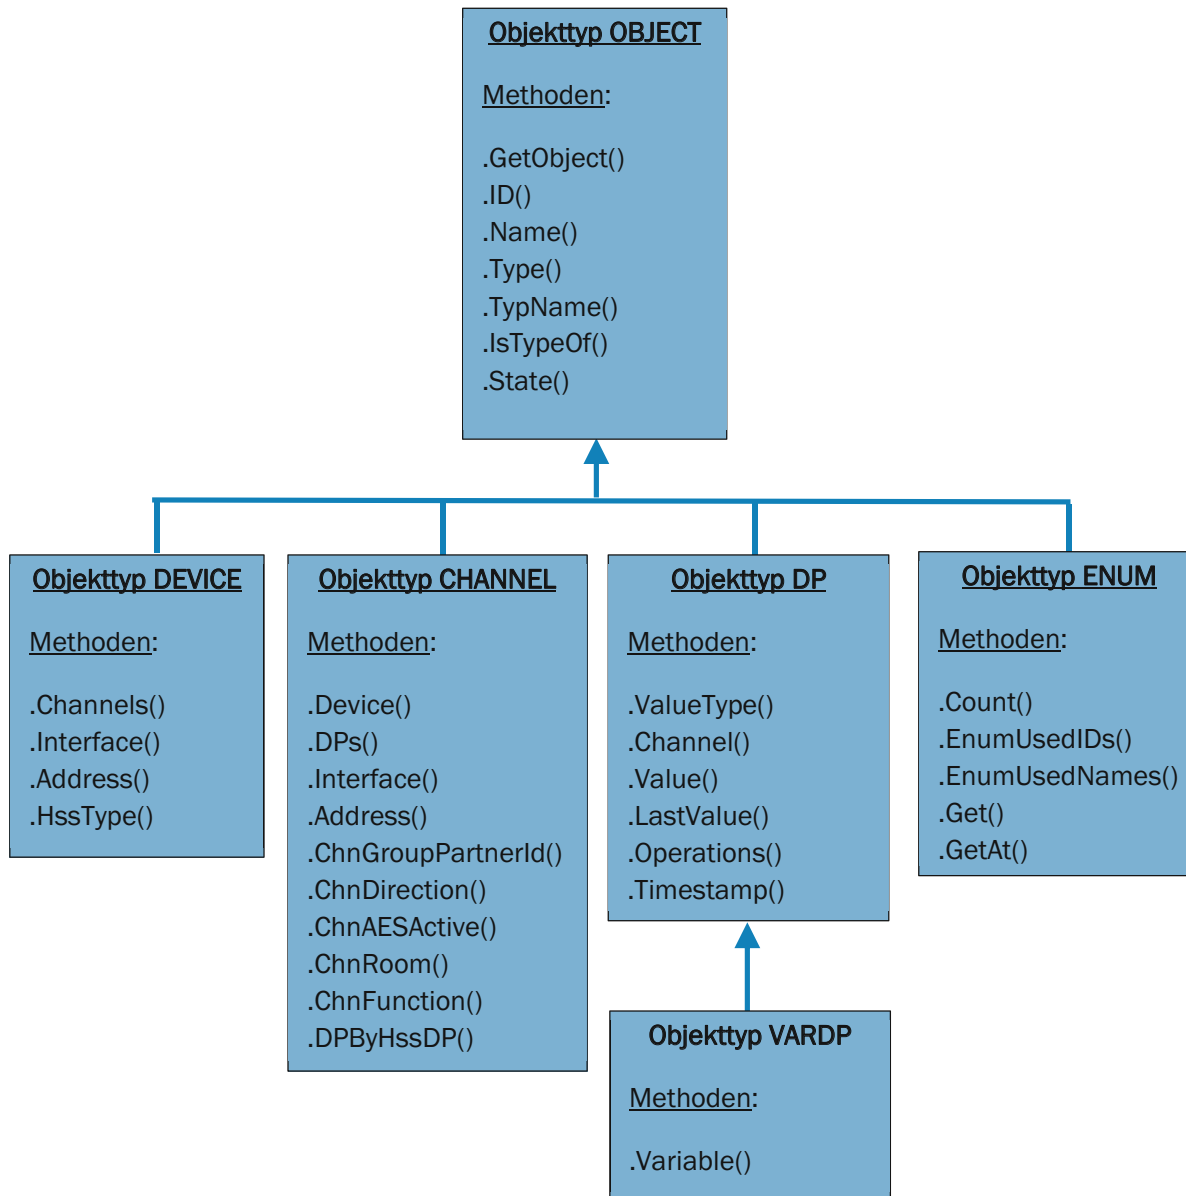 Objekttyp OBJECT
Methoden:
.GetObject()
.ID()
.Name()
.Type()
.TypName()
.IsTypeOf()
.State()
Objekttyp DEVICE
Methoden:
.Channels()
.Interface()
.Address()
.HssType()
Objekttyp CHANNEL
Methoden:
.Device()
.DPs()
.Interface()
.Address()
.ChnGroupPartnerId()
.ChnDirection()
.ChnAESActive()
.ChnRoom()
.ChnFunction()
.DPByHssDP()
Objekttyp DP
Methoden:
.ValueType()
.Channel()
.Value()
.LastValue()
.Operations()
.Timestamp()
Objekttyp ENUM
Methoden:
.Count()
.EnumUsedIDs()
.EnumUsedNames()
.Get()
.GetAt()
Objekttyp VARDP
Methoden:
.Variable()